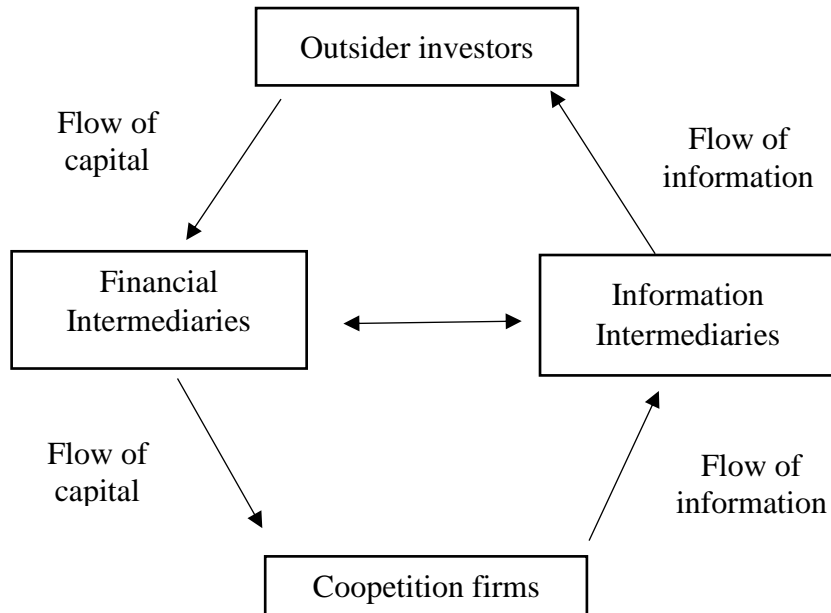 Outsider investors
Flow of
capital
Flow of
information
Financial
Intermediaries
Information
Intermediaries
Flow of
capital
Flow of
information
Coopetition firms